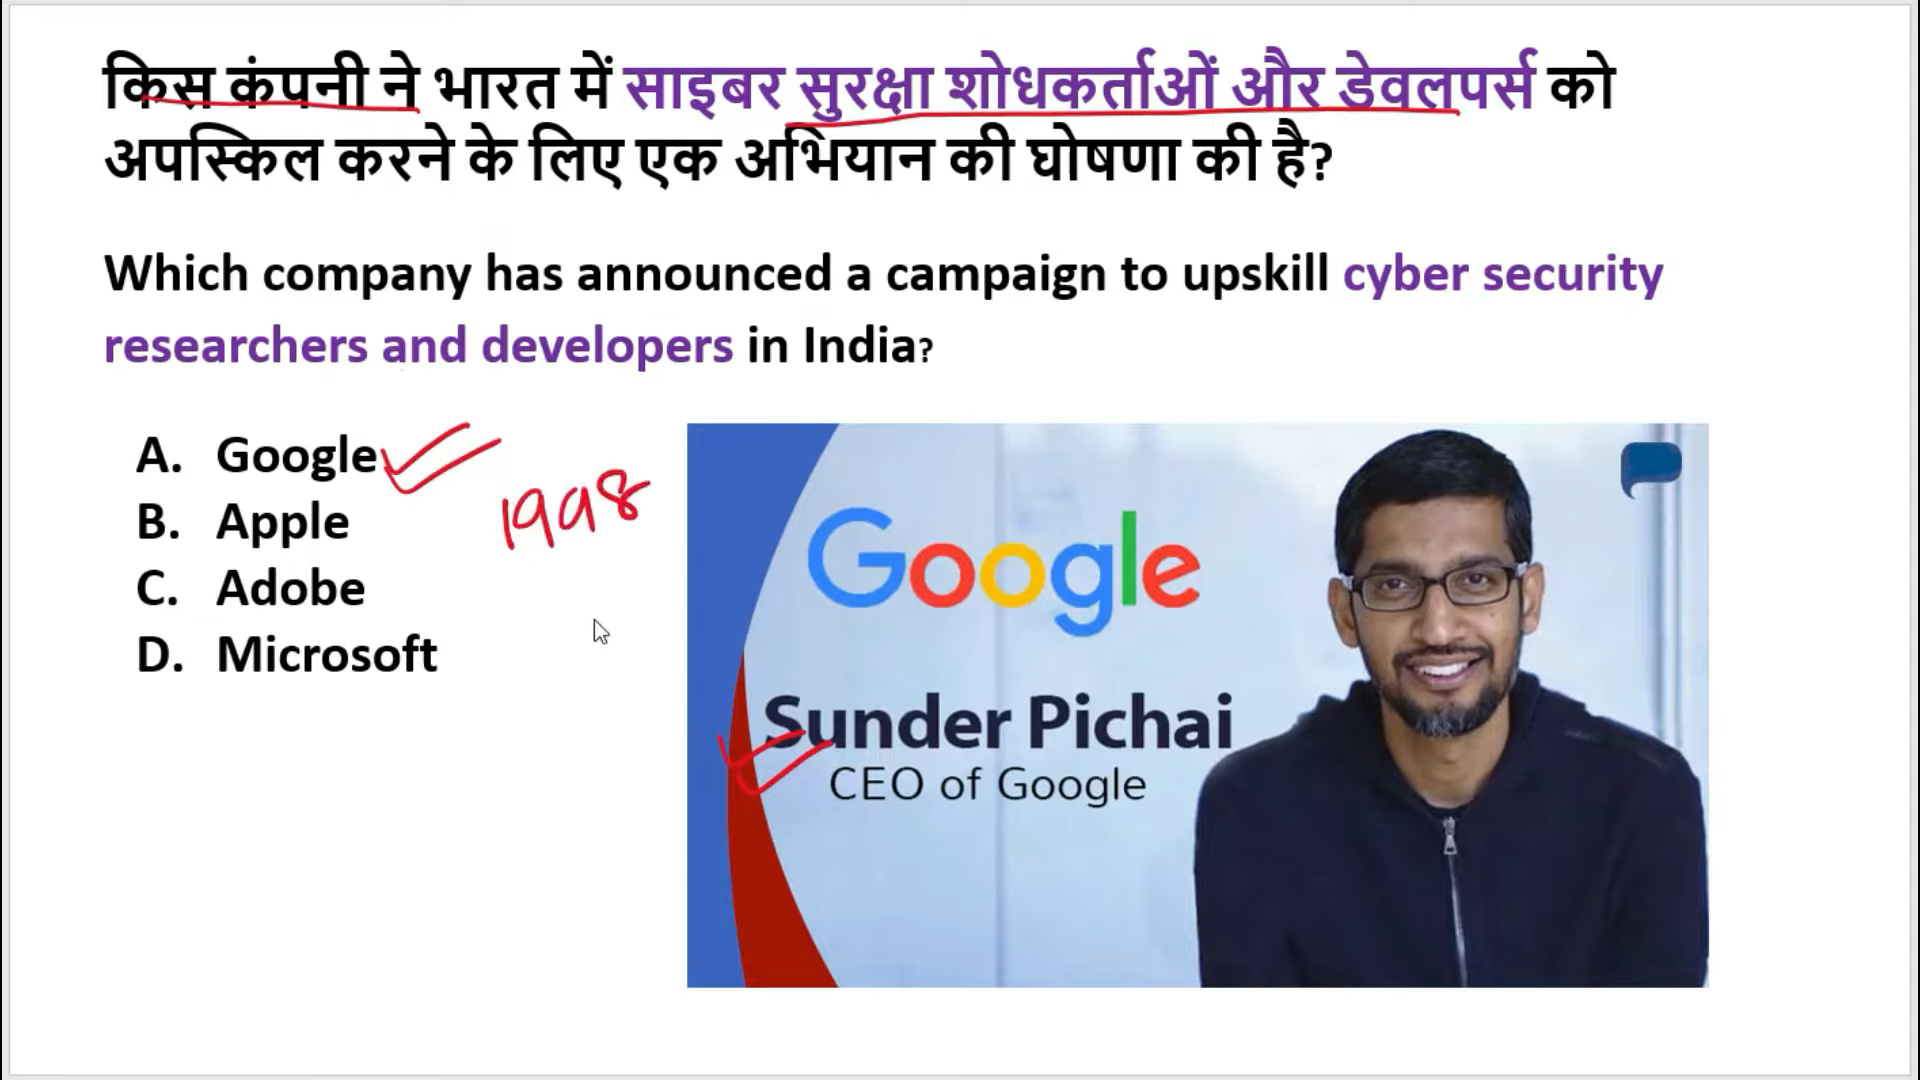 किस कंपनी ने भारत में साइबर सुरक्षा शोधकर्ताओं और डेवलपर्स को
अपस्किल करने के लिए एक अभियान की घोषणा की है?
Which company has announced a campaign to upskill cyber security
researchers and developers in India?
A. Google
B. Apple
C. Adobe
D. Microsoft
1998
Google
Sunder Pichai
CEO of Google